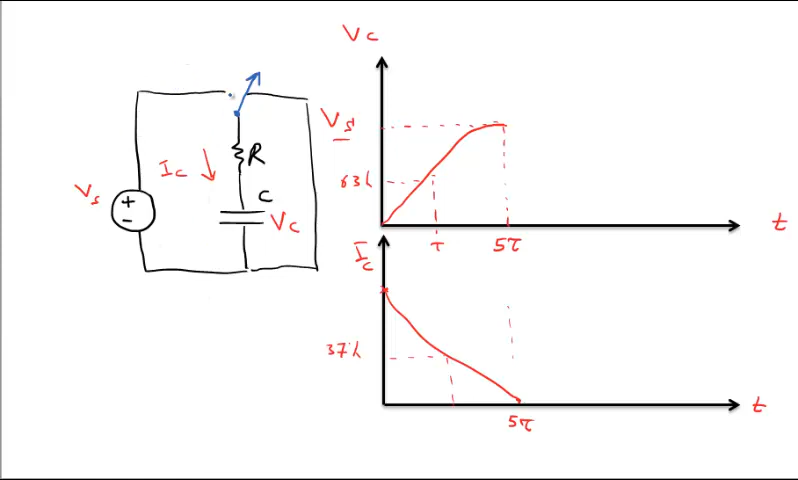 Vc
Vs
63%
τ
5τ
t
Ic
R
C
Vs
+
-
Vc
Ic
37%
5τ
t